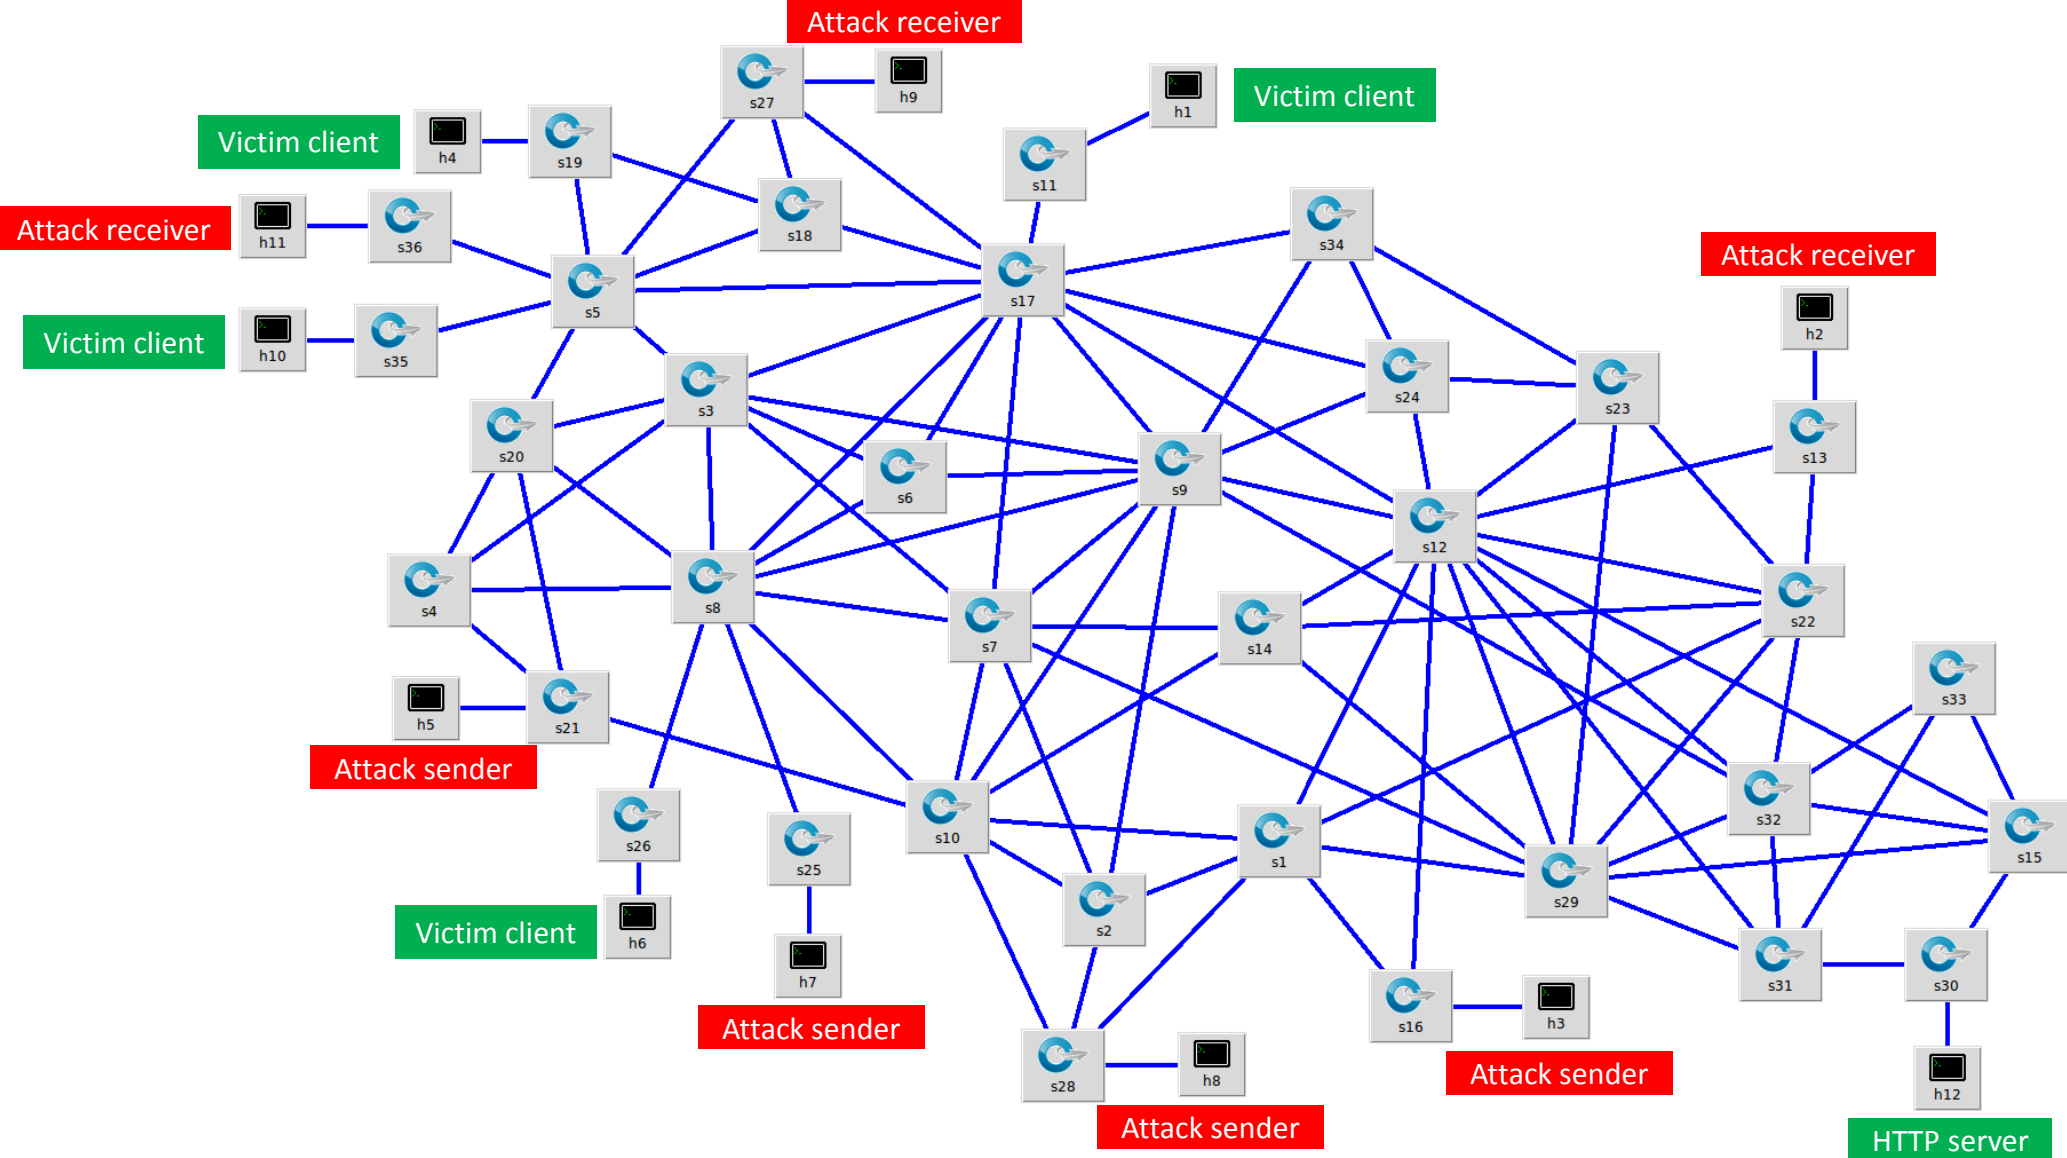 Attack receiver
s27
h9
h1
Victim client
Victim client
h4
s19
s11
Attack receiver
h11
s36
s18
s34
Attack receiver
s5
s17
h2
Victim client
h10
s35
s3
s24
s23
s20
s6
s9
s13
s12
s4
s8
s7
s14
s22
s33
h5
s21
Attack sender
s26
s25
s10
s1
s32
s15
Victim client
h6
s2
s29
h7
s31
s30
Attack sender
s28
h8
s16
h3
Attack sender
Attack sender
h12
HTTP server